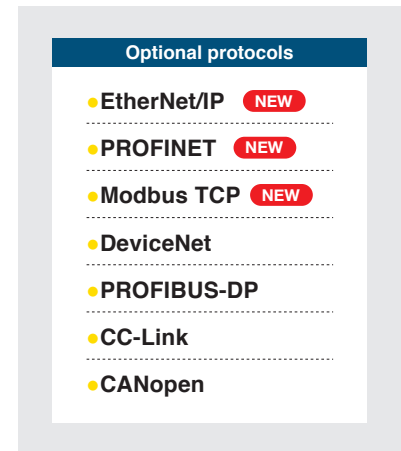 Optional protocols
●EtherNet/IP NEW
●PROFINET NEW
●Modbus TCP NEW
●DeviceNet
●PROFIBUS-DP
●CC-Link
●CANopen